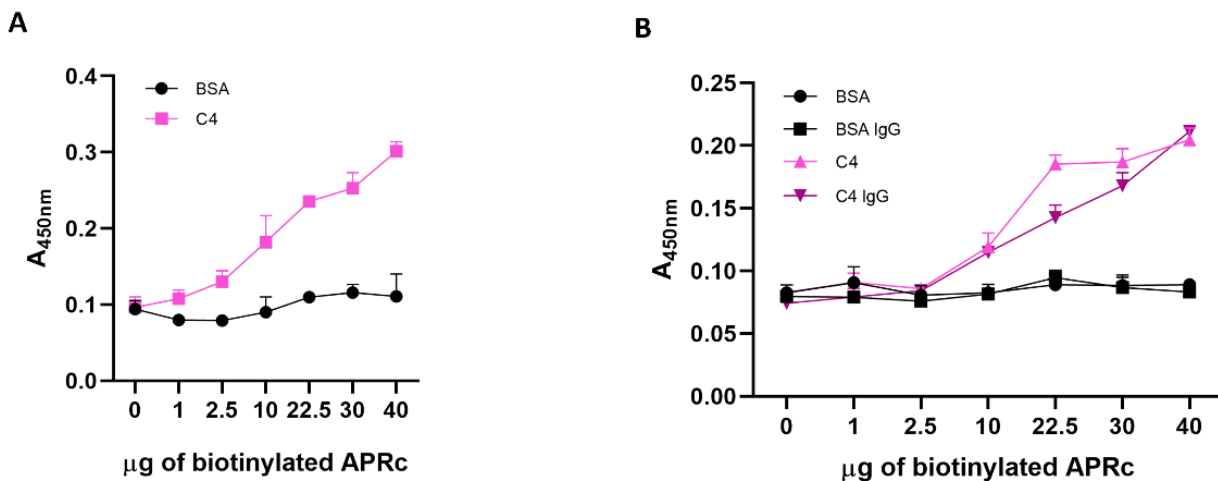 A
BSA
C4
A450nm
0.4
0.3
0.2
0.1
0.0
0 1 2.5 10 22.5 30 40
μg of biotinylated APRc
B
BSA
BSA IgG
C4
C4 IgG
A450nm
0.25
0.20
0.15
0.10
0.05
0.00
0 1 2.5 10 22.5 30 40
μg of biotinylated APRc